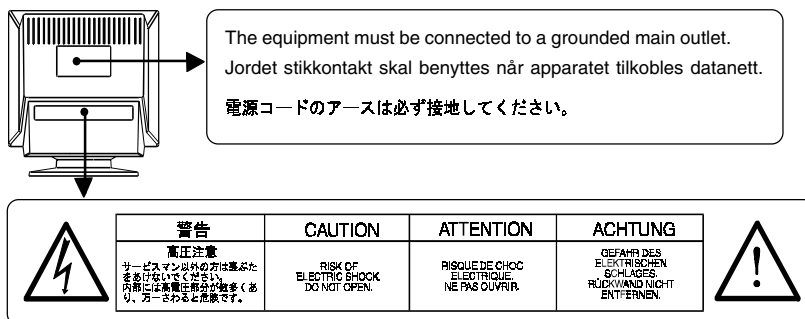 The equipment must be connected to a grounded main outlet.
Jordet stikkontakt skal benyttes når apparatet tilkobles datanett.
電源コードのアースは必ず接地してください。
警告
高圧注意
サービスマン以外の方は裏ぶた
をあけないでください。
内部には高電圧部分が数多くあ
り、万一さわると危険です。
CAUTION
RISK OF
ELECTRIC SHOCK
DO NOT OPEN.
ATTENTION
RISQUE DE CHOC
ELECTRIQUE.
NE PAS OUVRIR.
ACHTUNG
GEFAHR DES
ELEKTRISCHEN
SCHLAGES.
RÜCKWAND NICHT
ENTFERNEN.